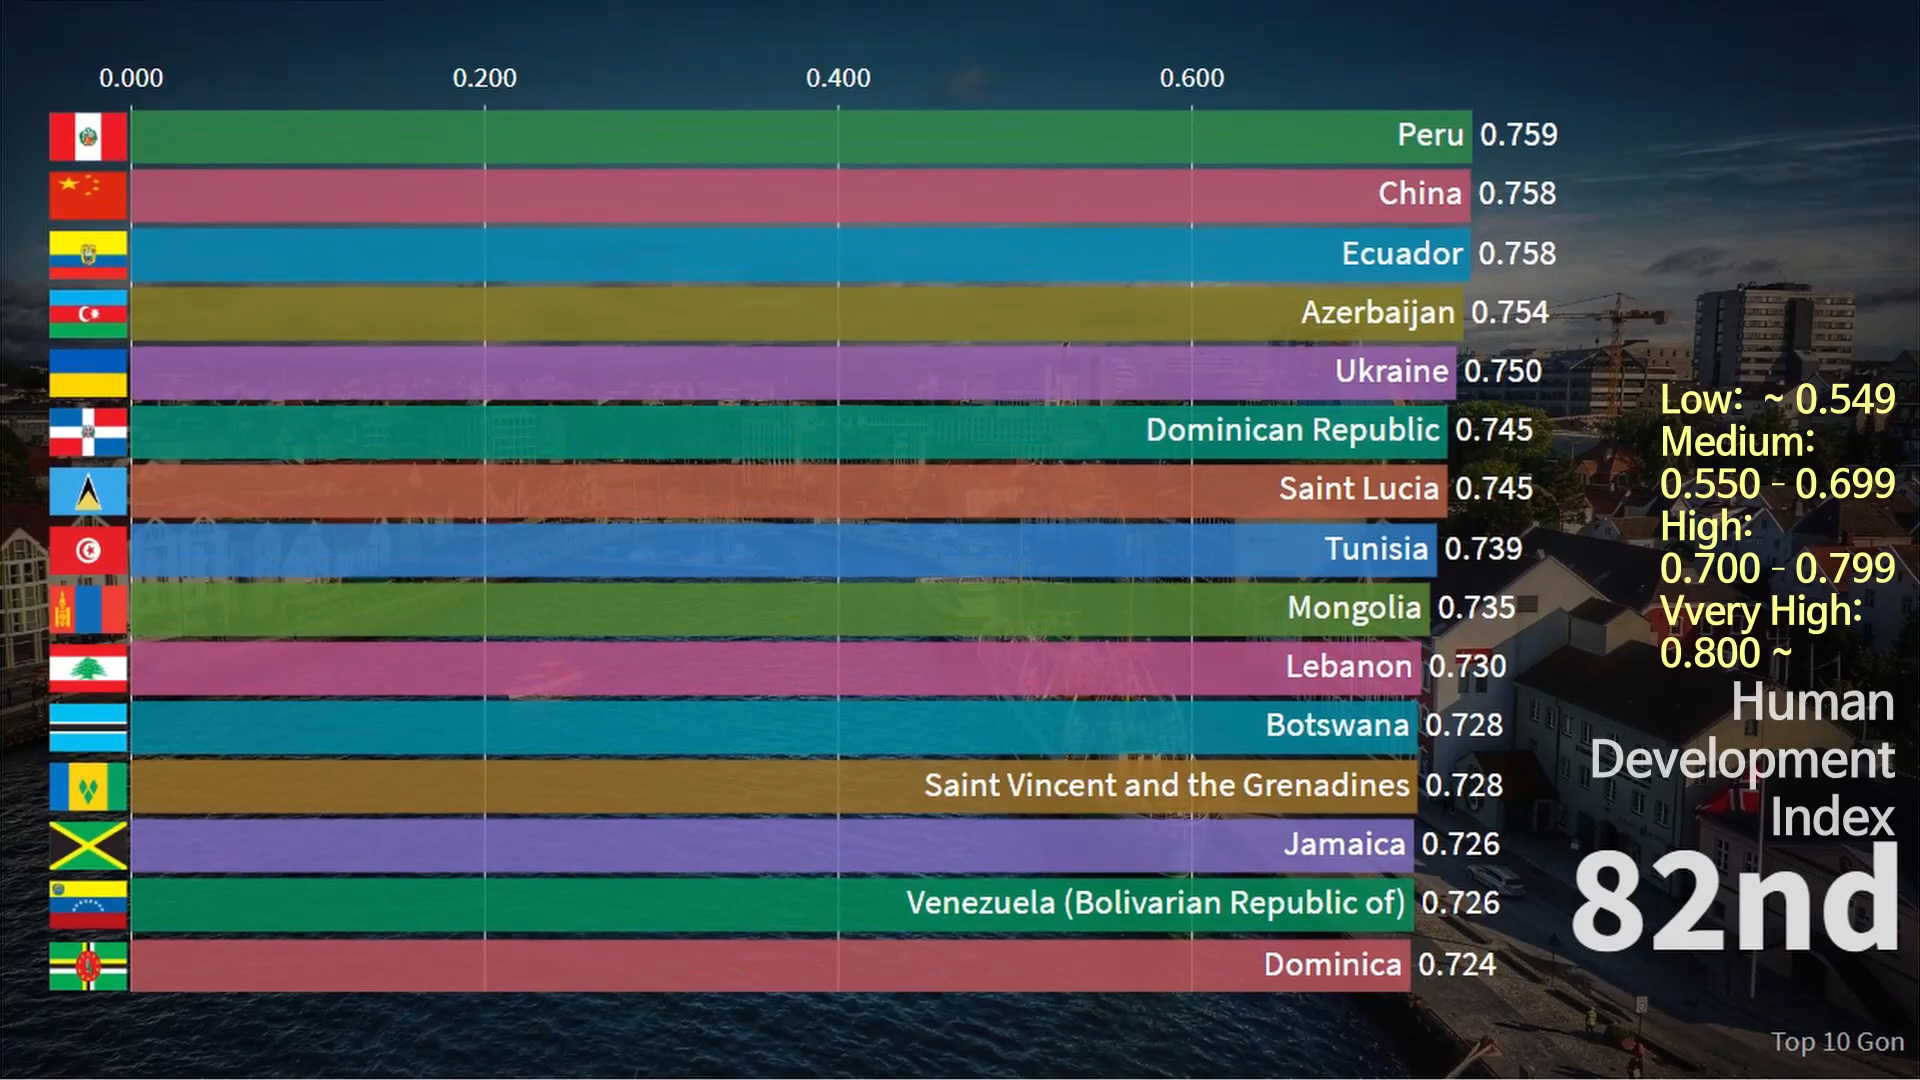 0.000 0.200 0.400 0.600
Peru 0.759
China 0.758
Ecuador 0.758
Azerbaijan 0.754
Ukraine 0.750
Dominican Republic 0.745
Saint Lucia 0.745
Tunisia 0.739
Mongolia 0.735
Lebanon 0.730
Botswana 0.728
Saint Vincent and the Grenadines 0.728
Jamaica 0.726
Venezuela (Bolivarian Republic of) 0.726
Dominica 0.724
Low: ~ 0.549
Medium:
0.550 - 0.699
High:
0.700 - 0.799
Vvery High:
0.800 ~
Human
Development
Index
82nd
Top 10 Gon